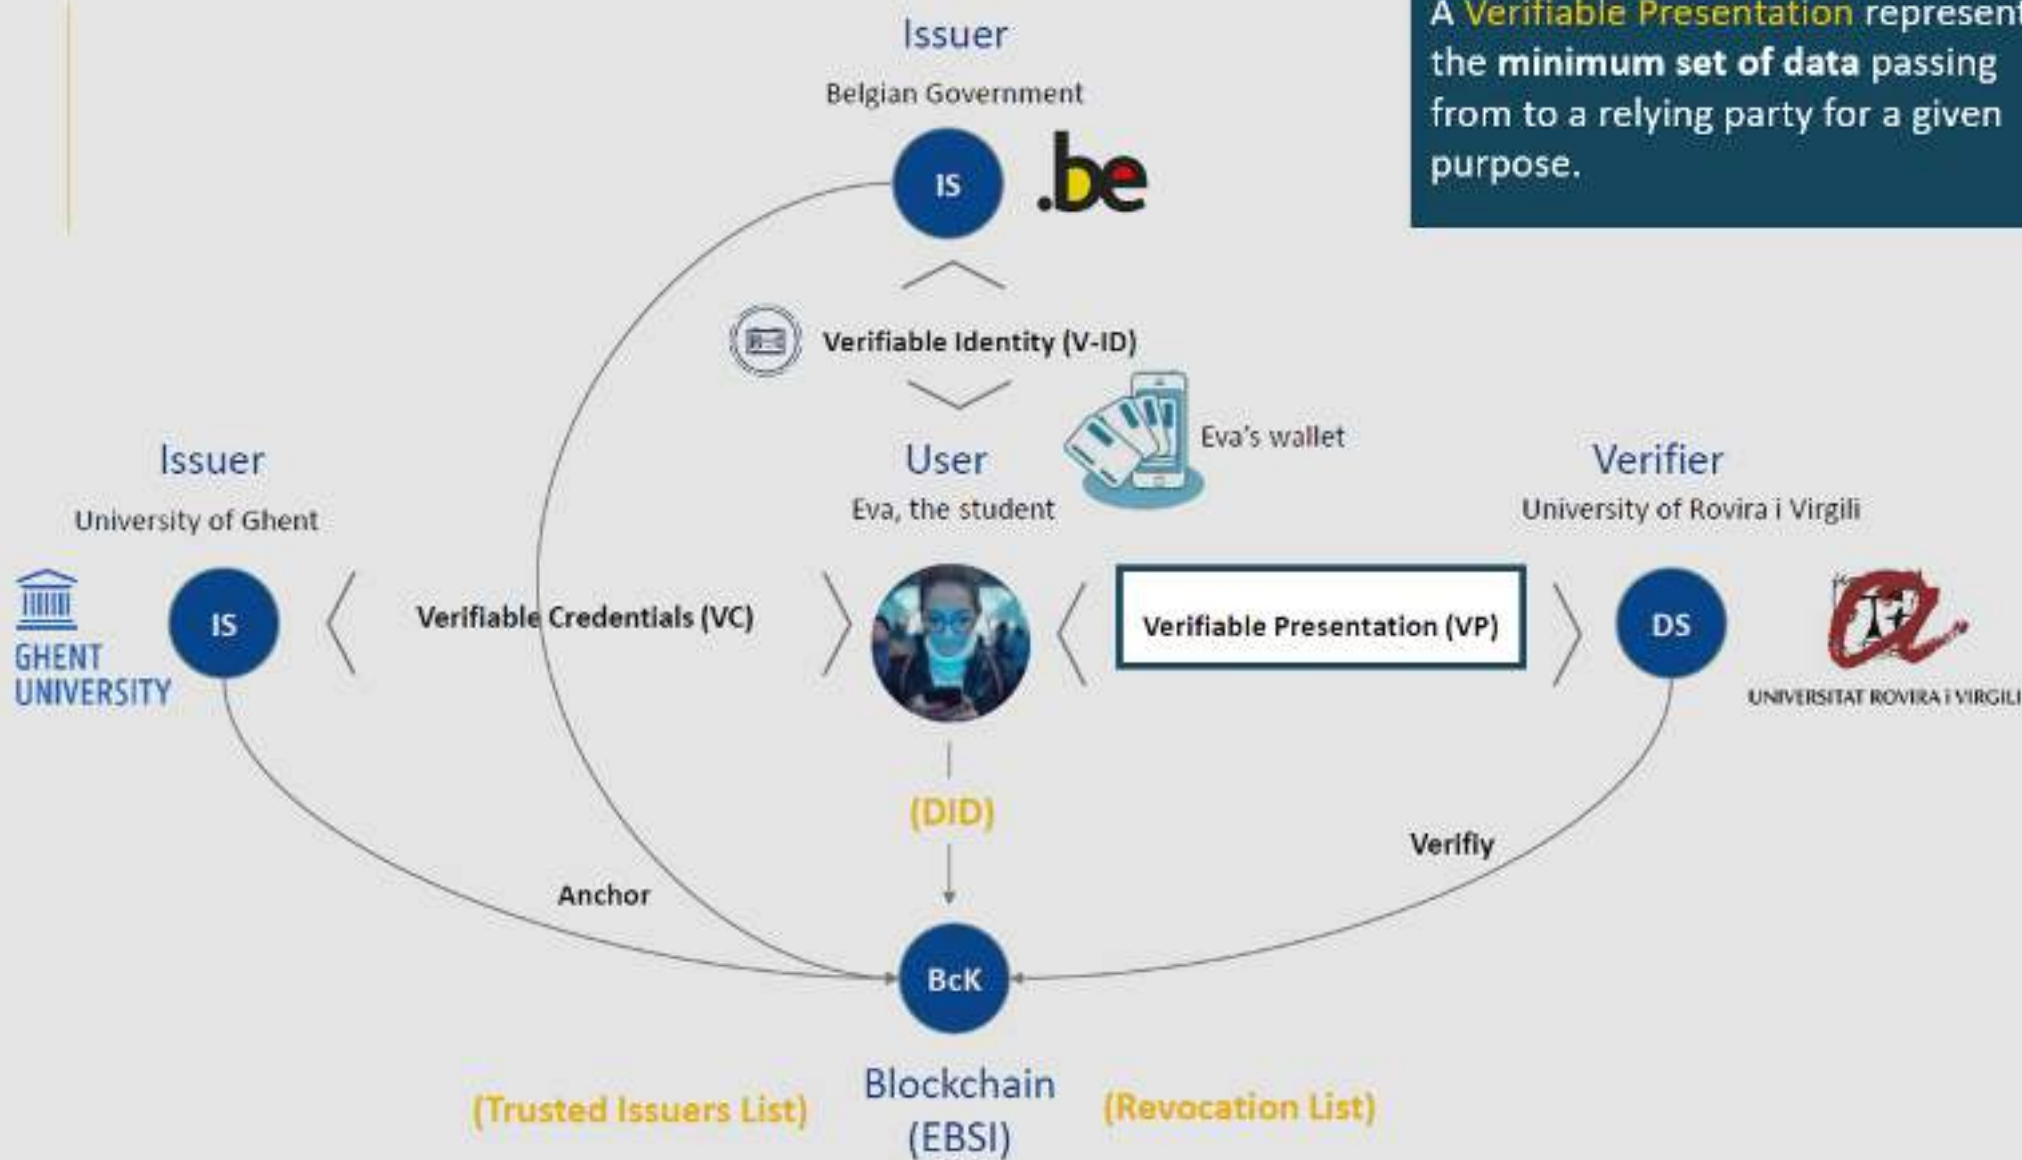 A Verifiable Presentation represent
the minimum set of data passing
from to a relying party for a given
purpose.
Issuer
Belgian Government
IS
.be
Verifiable Identity (V-ID)
Eva's wallet
Issuer
University of Ghent
User
Eva, the student
Verifier
University of Rovira i Virgili
GHENT
UNIVERSITY
IS
Verifiable Credentials (VC)
Verifiable Presentation (VP)
DS
UNIVERSITAT ROVIRA i VIRGILI
(DID)
Anchor
Verifiy
BcK
Blockchain
(EBSI)
(Trusted Issuers List)
(Revocation List)